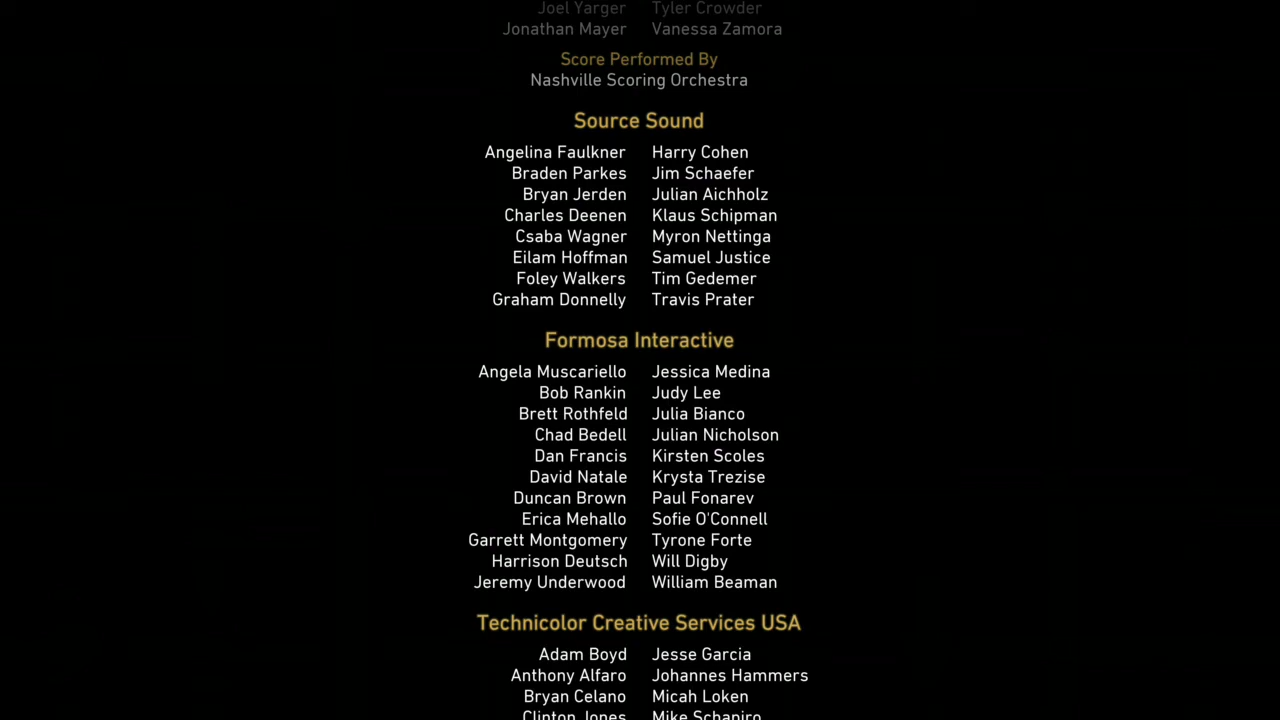 Joel Yarger Tyler Crowder
Jonathan Mayer Vanessa Zamora
Score Performed By
Nashville Scoring Orchestra
Source Sound
Angelina Faulkner Harry Cohen
Braden Parkes Jim Schaefer
Bryan Jerden Julian Aichholz
Charles Deenen Klaus Schipman
Csaba Wagner Myron Nettinga
Eilam Hoffman Samuel Justice
Foley Walkers Tim Gedemer
Graham Donnelly Travis Prater
Formosa Interactive
Angela Muscariello Jessica Medina
Bob Rankin Judy Lee
Brett Rothfeld Julia Bianco
Chad Bedell Julian Nicholson
Dan Francis Kirsten Scoles
David Natale Krysta Trezise
Duncan Brown Paul Fonarev
Erica Mehallo Sofie O'Connell
Garrett Montgomery Tyrone Forte
Harrison Deutsch Will Digby
Jeremy Underwood William Beaman
Technicolor Creative Services USA
Adam Boyd Jesse Garcia
Anthony Alfaro Johannes Hammers
Bryan Celano Micah Loken
Clinton Jones Mike Schapiro